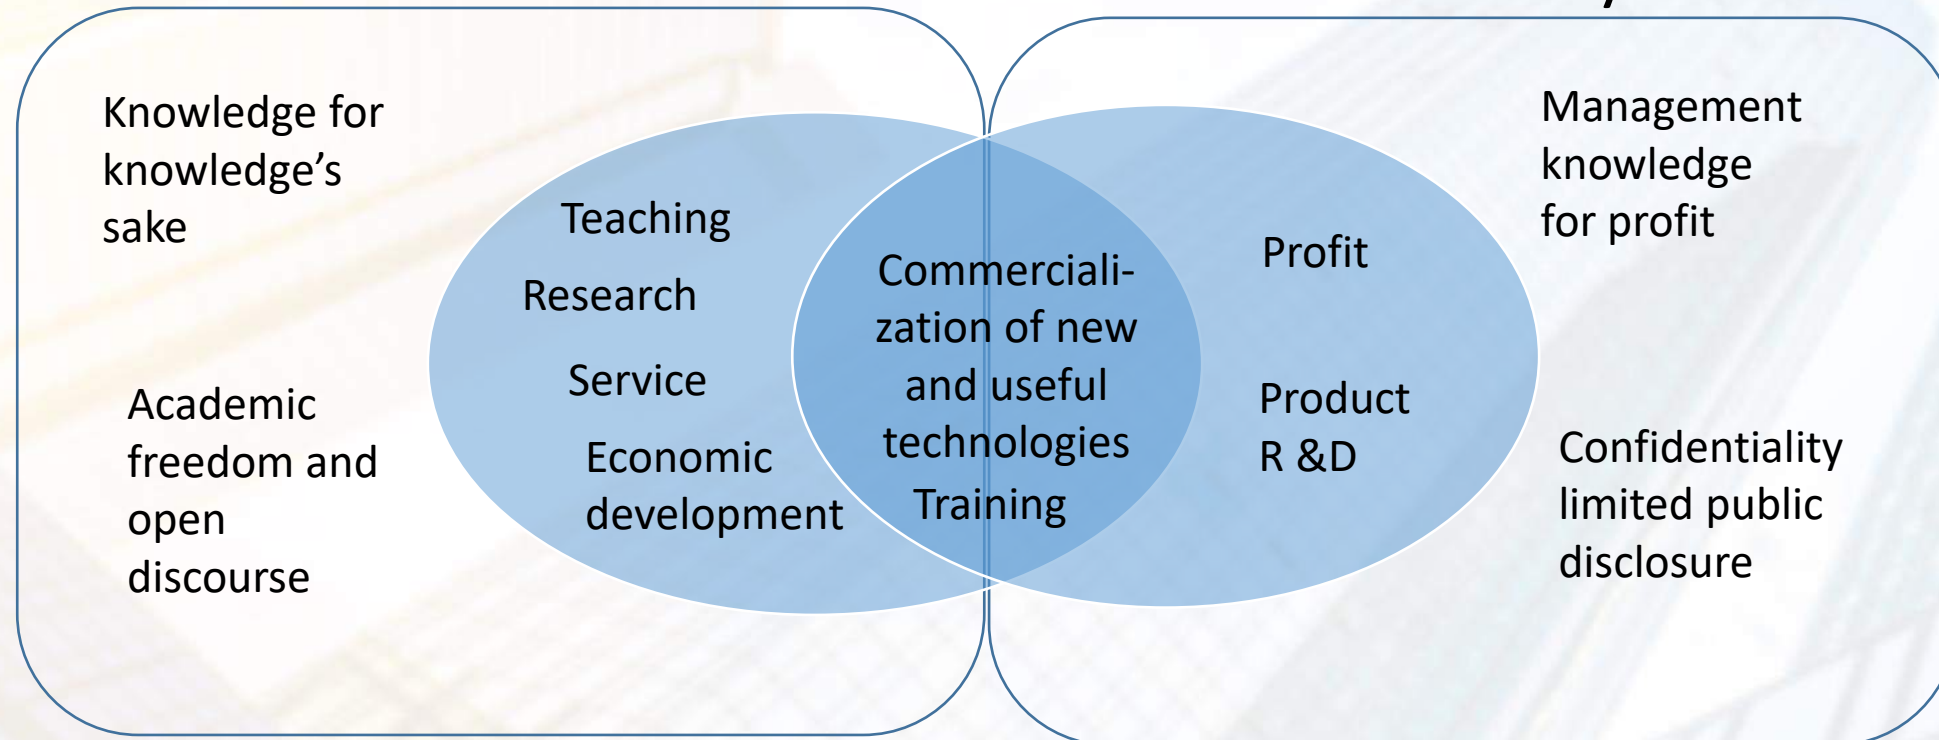 Knowledge for
knowledge’s
sake
Academic
freedom and
open
discourse
Teaching
Research
Service
Economic
development
Commerciali-
zation of new
and useful
technologies
Training
Profit
Product
R &D
Management
knowledge
for profit
Confidentiality
limited public
disclosure